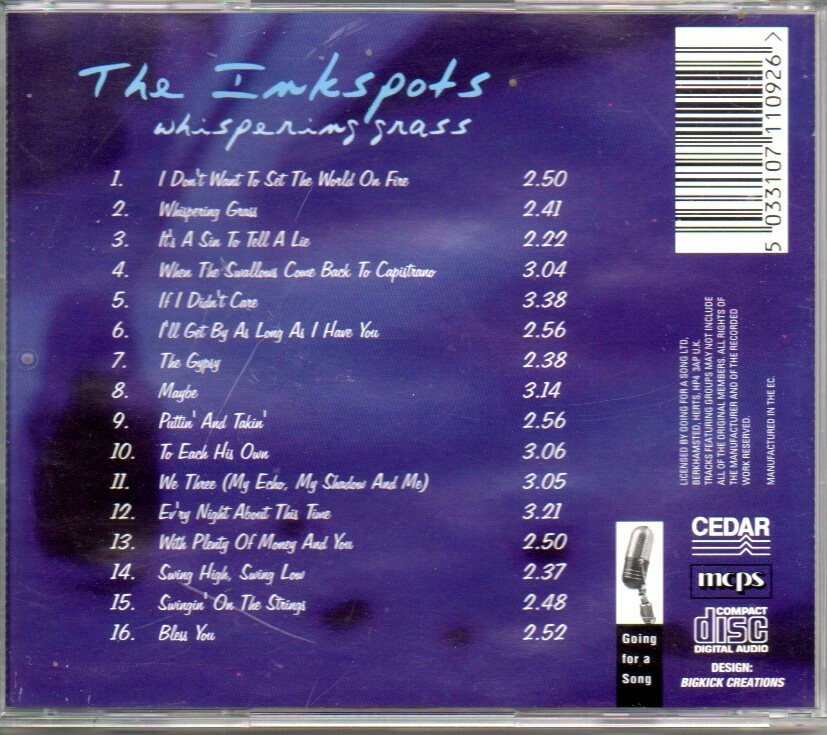 The Inkspots
whispering grass
1. I Don't Want To Set The World On Fire 2.50
2. Whispering Grass 2.41
3. It's A Sin To Tell A Lie 2.22
4. When The Swallows Come Back To Capistrano 3.04
5. If I Didn't Care 3.38
6. I'll Get By As Long As I Have You 2.56
7. The Gypsy 2.38
8. Maybe 3.14
9. Puttin' And Takin' 2.56
10. To Each His Own 3.06
11. We Three (My Echo, My Shadow And Me) 3.05
12. Ev'ry Night About This Time 3.21
13. With Plenty Of Money And You 2.50
14. Swing High, Swing Low 2.37
15. Swingin' On The Strings 2.48
16. Bless You 2.52
5 033107 110926 >
LICENSED BY GOING FOR A SONG LTD,
BERKHAMSTED, HERTS, HP4 3AP U.K.
TRACKS FEATURING GROUPS MAY NOT INCLUDE
ALL OF THE ORIGINAL MEMBERS. ALL RIGHTS OF
THE MANUFACTURER AND OF THE RECORDED
WORK RESERVED.
MANUFACTURED IN THE EC.
CEDAR
mcps
COMPACT
disc
DIGITAL AUDIO
DESIGN:
BIGKICK CREATIONS
Going
for a
Song